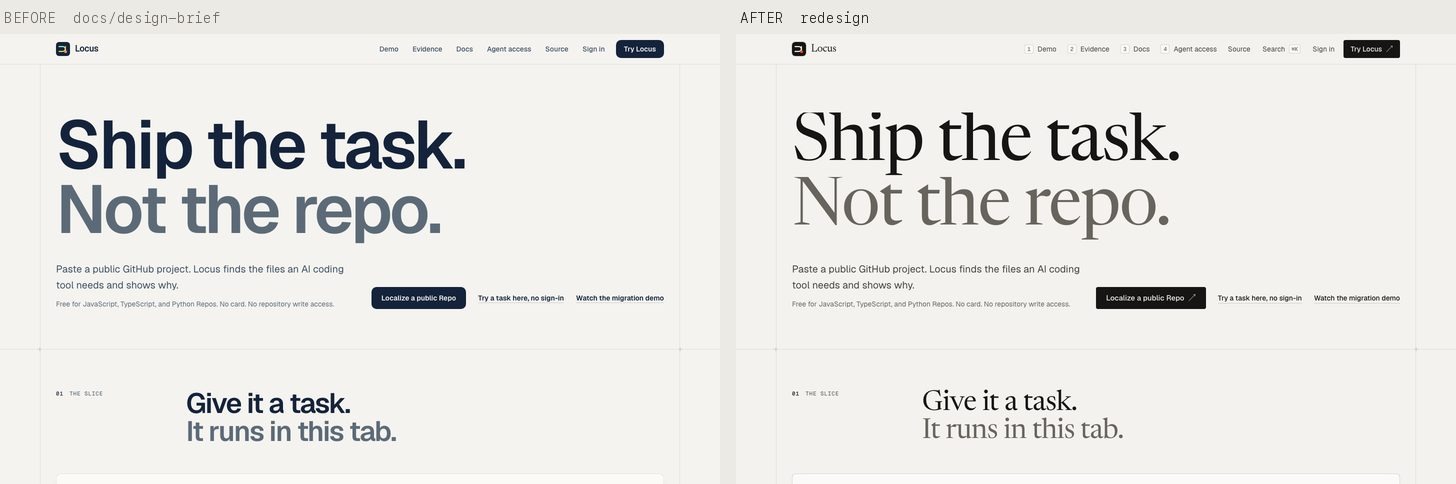 BEFORE docs/design-brief
Locus
Demo Evidence Docs Agent access Source Sign in Try Locus
Ship the task.
Not the repo.
Paste a public GitHub project. Locus finds the files an AI coding
tool needs and shows why.
Free for JavaScript, TypeScript, and Python Repos. No card. No repository write access.
Localize a public Repo Try a task here, no sign-in Watch the migration demo
01 THE SLICE
Give it a task.
It runs in this tab.
AFTER redesign
Locus
1 Demo 2 Evidence 3 Docs 4 Agent access Source Search ⌘K Sign in Try Locus ↗
Ship the task.
Not the repo.
Paste a public GitHub project. Locus finds the files an AI coding
tool needs and shows why.
Free for JavaScript, TypeScript, and Python Repos. No card. No repository write access.
Localize a public Repo ↗ Try a task here, no sign-in Watch the migration demo
01 THE SLICE
Give it a task.
It runs in this tab.